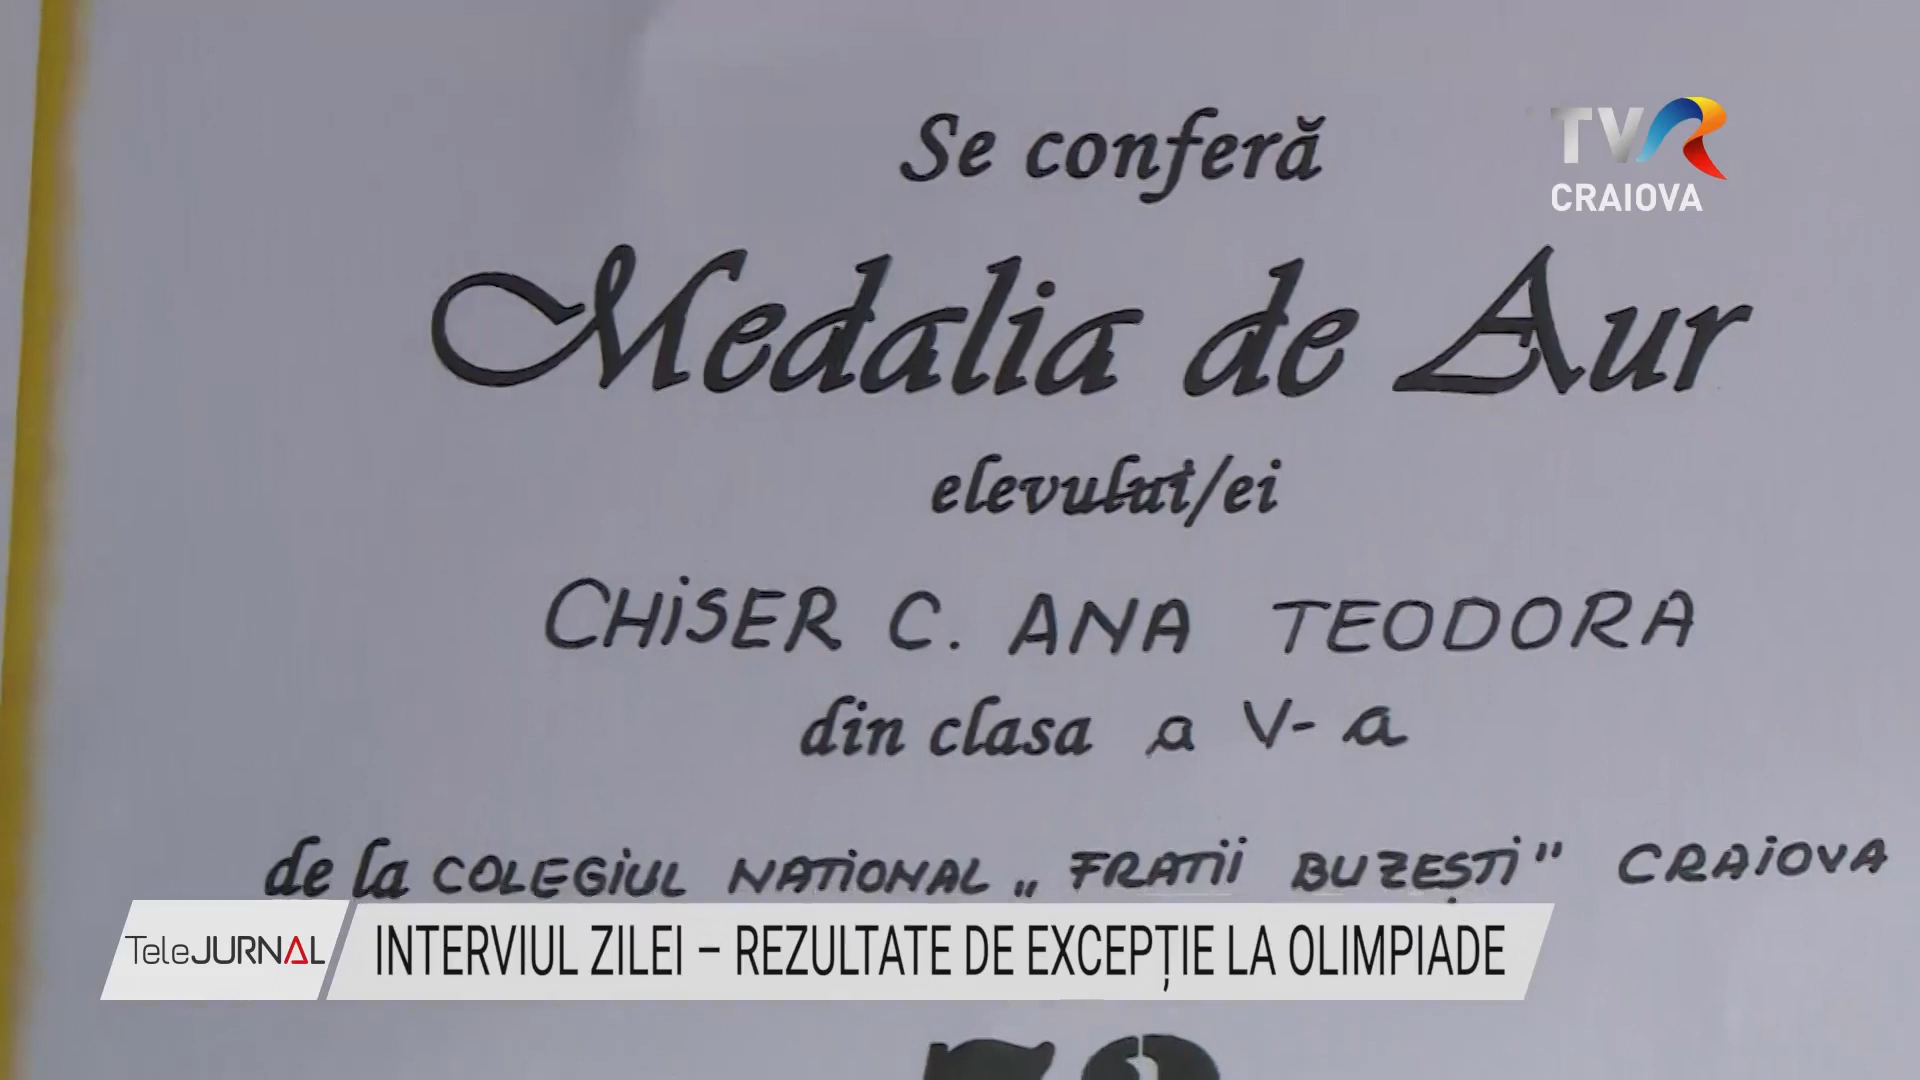 Se conferă
TVR
CRAIOVA
Medalia de Aur
elevului/ei
CHiSER C. ANA TEODORA
din clasa a V-a
de la COLEGiUL NATiONAL „FRATii BUZEȘTi” CRAiOVA
TeleJURNAL
INTERVIUL ZILEI – REZULTATE DE EXCEPȚIE LA OLIMPIADE